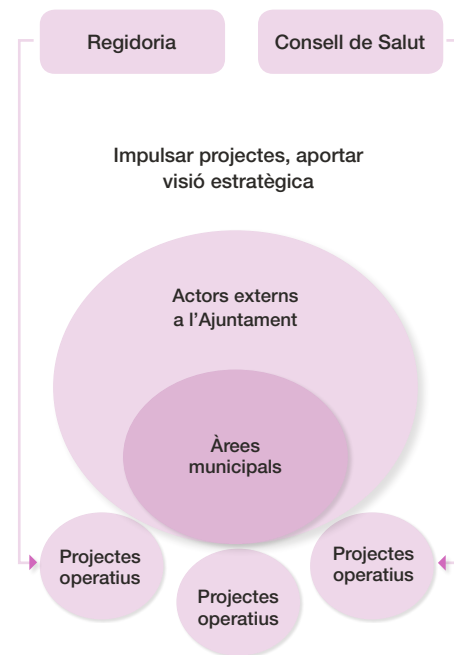 Regidoria
Consell de Salut
Impulsar projectes, aportar
visió estratègica
Actors externs
a l’Ajuntament
Àrees
municipals
Projectes
operatius
Projectes
operatius
Projectes
operatius